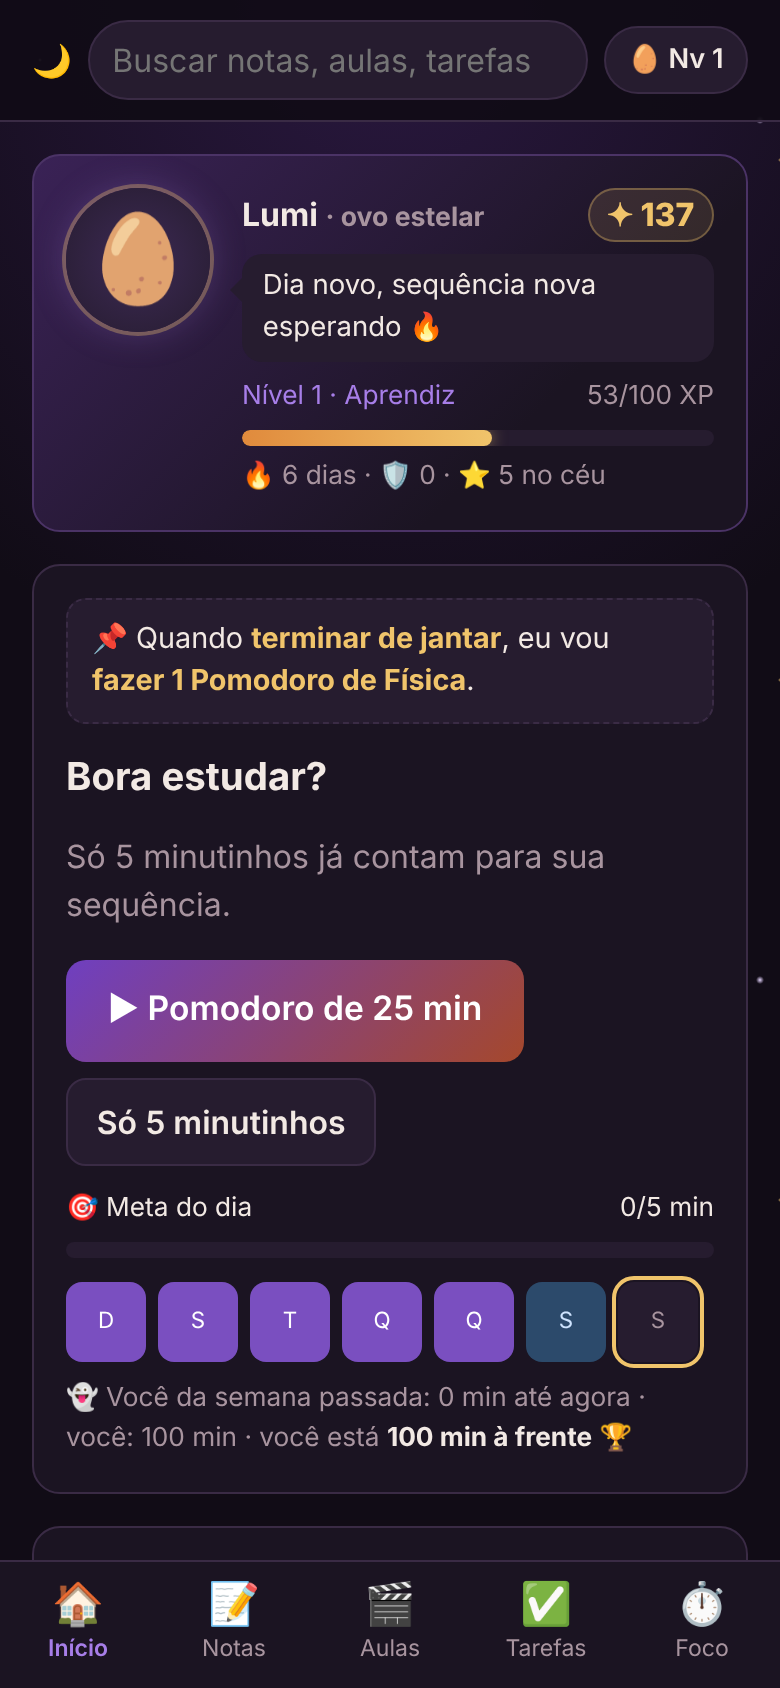 Buscar notas, aulas, tarefas
Nv 1
Lumi · ovo estelar
✦ 137
Dia novo, sequência nova
esperando 🔥
Nível 1 · Aprendiz
53/100 XP
🔥 6 dias · 🛡️ 0 · ⭐ 5 no céu
📌 Quando terminar de jantar, eu vou
fazer 1 Pomodoro de Física.
Bora estudar?
Só 5 minutinhos já contam para sua
sequência.
▶ Pomodoro de 25 min
Só 5 minutinhos
🎯 Meta do dia
0/5 min
D S T Q Q S S
👻 Você da semana passada: 0 min até agora ·
você: 100 min · você está 100 min à frente 🏆
Início
Notas
Aulas
Tarefas
Foco